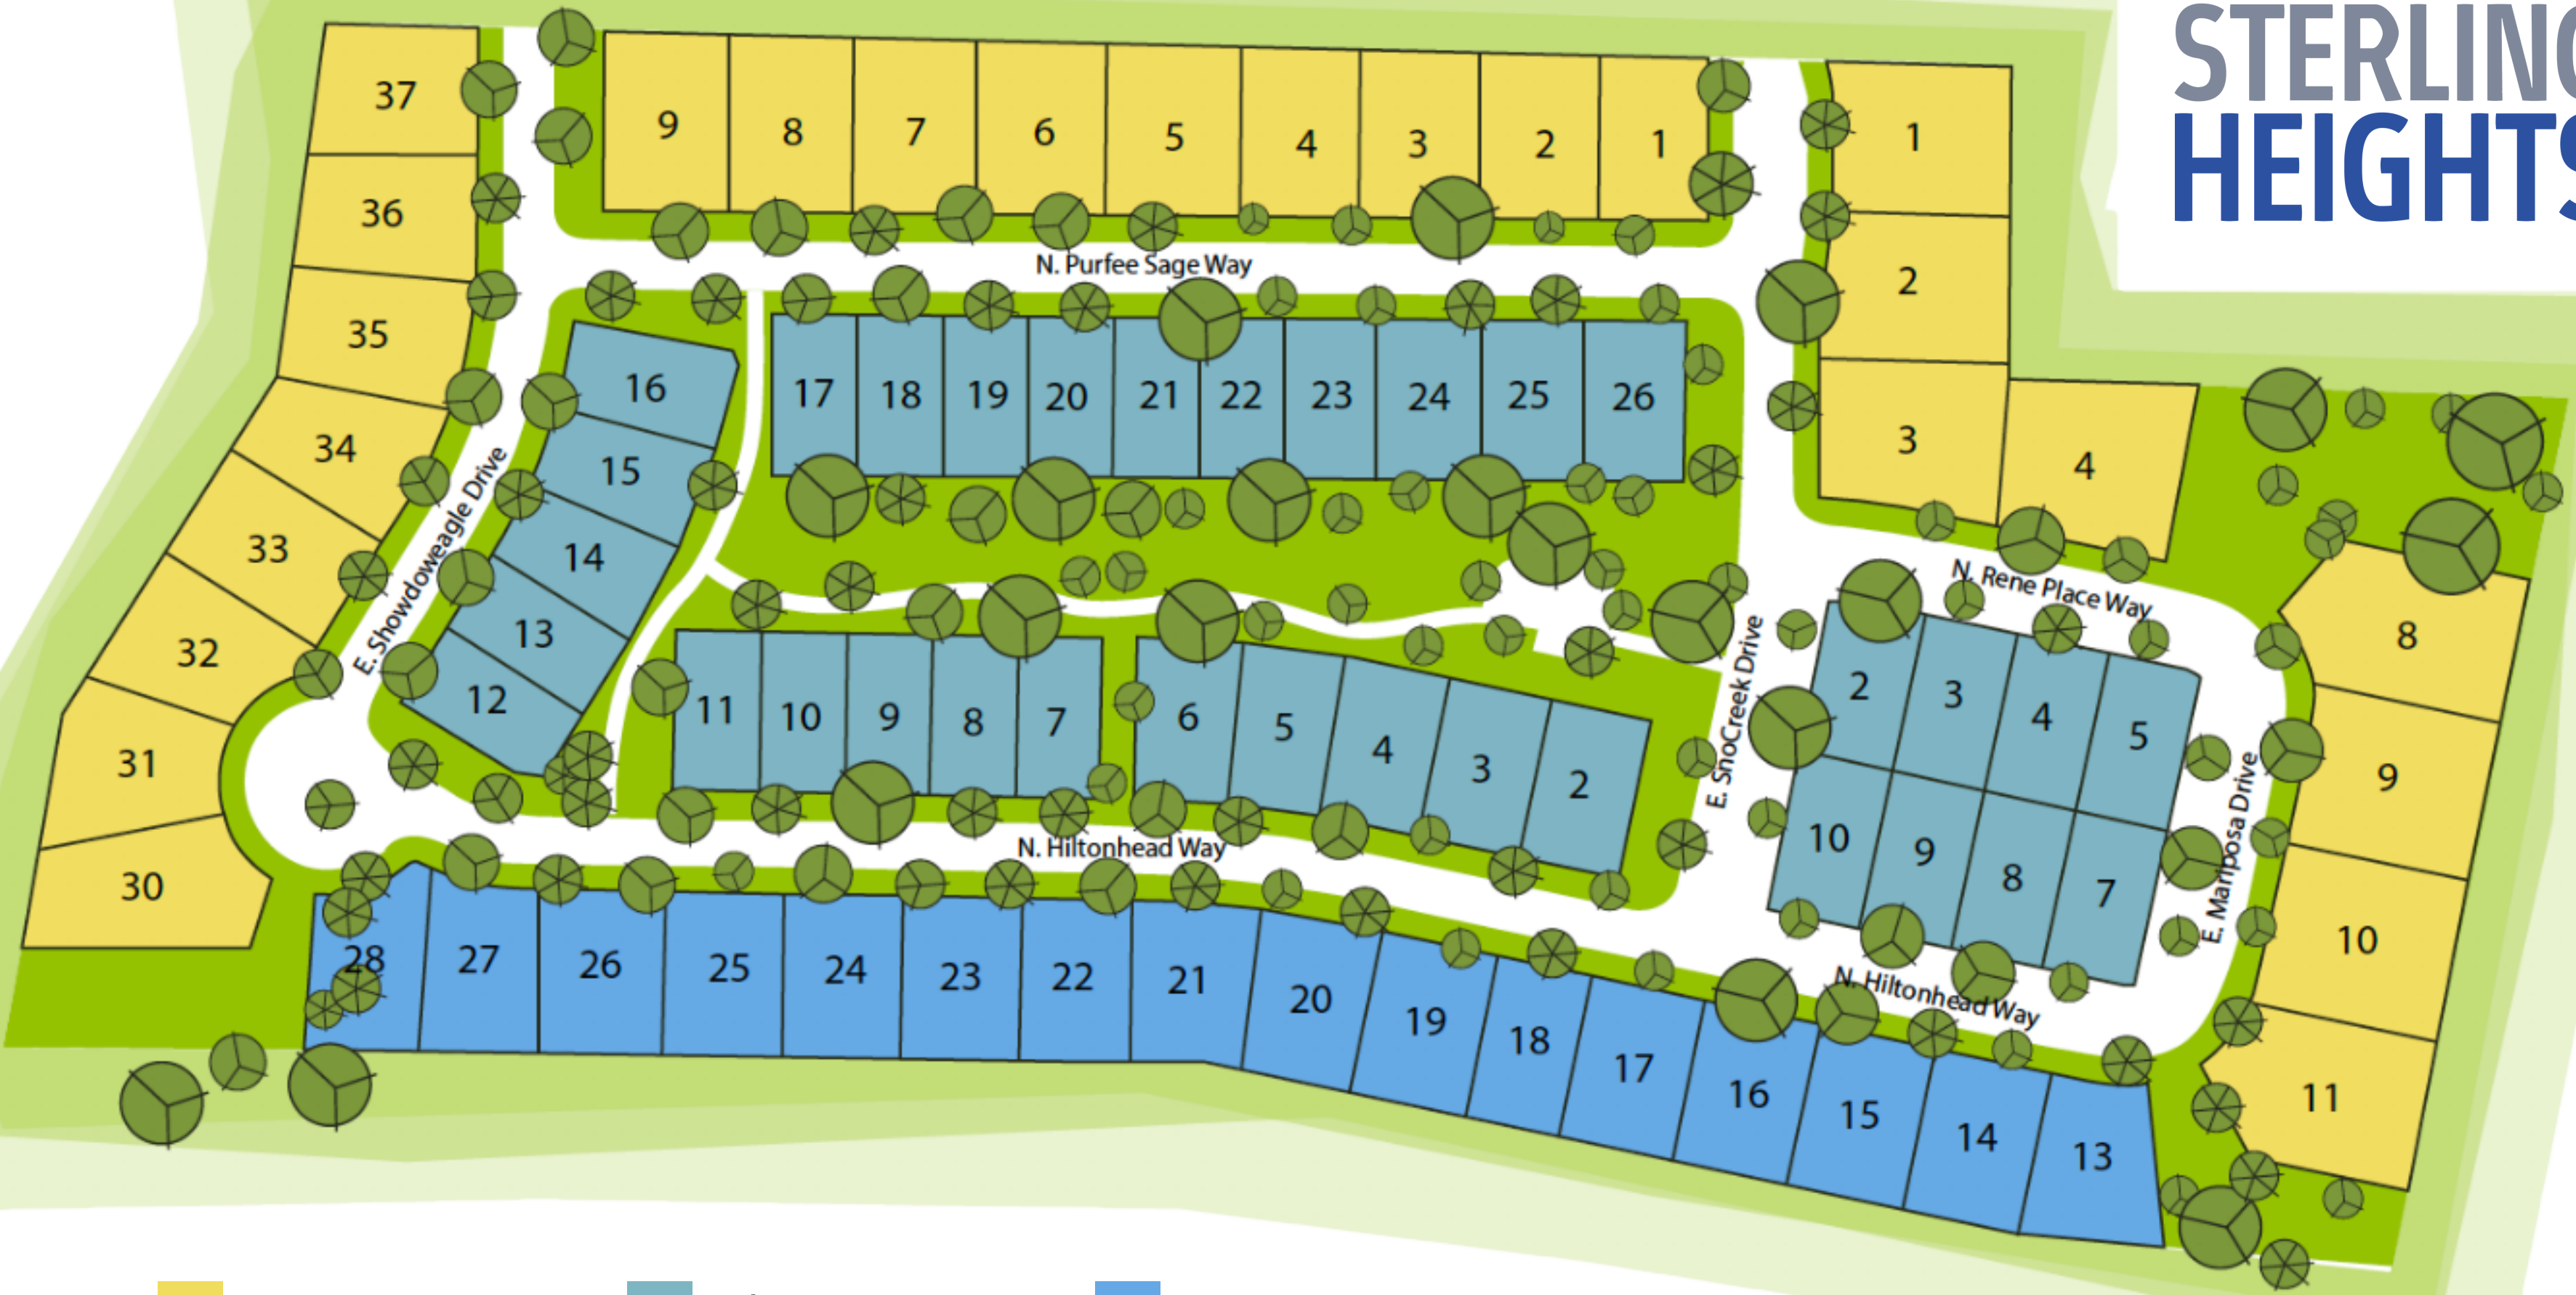 STERLING
HEIGHTS
37
9 8 7 6 5 4 3 2 1
1
36
N. Purfee Sage Way
2
35
16
17 18 19 20 21 22 23 24 25 26
34
3
4
15
E. Showdoweagle Drive
33
14
N. Rene Place Way
13
32
8
12
11 10 9 8 7
6 5 4 3 2
E. SnoCreek Drive
2 3 4 5
31
9
10 9 8 7
E. Mariposa Drive
N. Hiltonhead Way
30
28 27 26 25 24 23 22 21 20 19 18 17 16 15 14 13
10
N. Hiltonhead Way
11